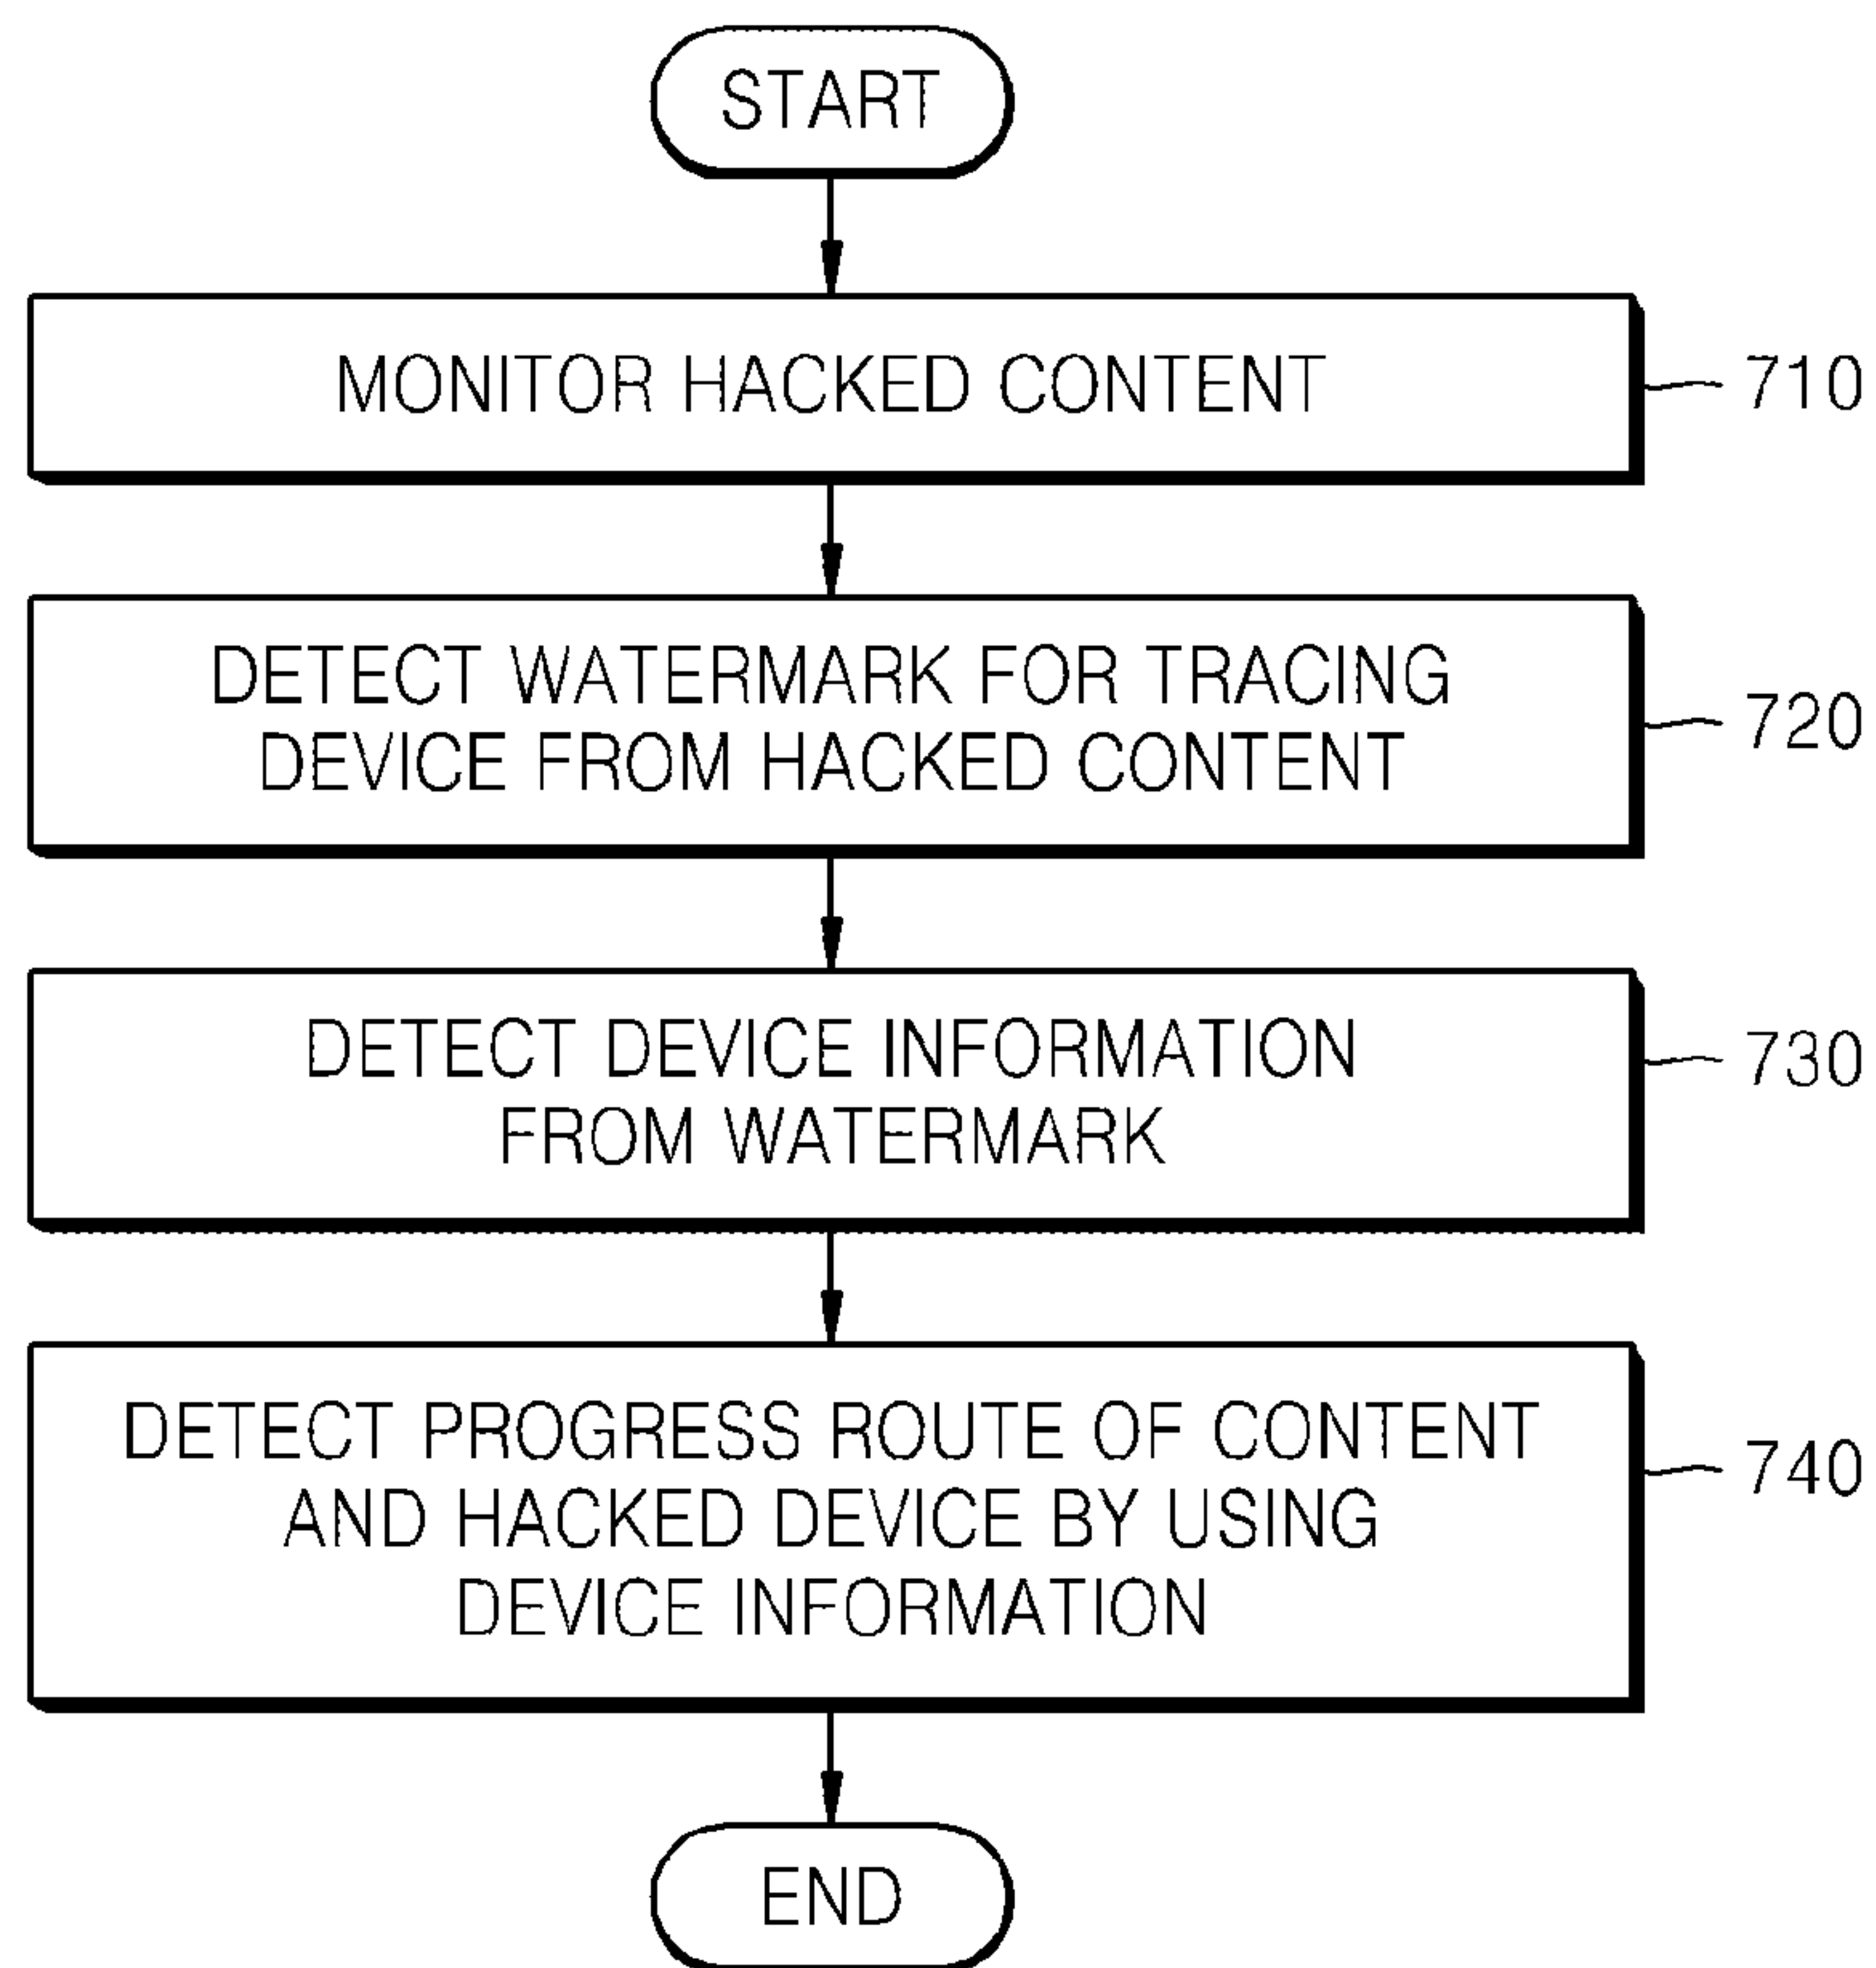 START
MONITOR HACKED CONTENT
710
DETECT WATERMARK FOR TRACING
DEVICE FROM HACKED CONTENT
720
DETECT DEVICE INFORMATION
FROM WATERMARK
730
DETECT PROGRESS ROUTE OF CONTENT
AND HACKED DEVICE BY USING
DEVICE INFORMATION
740
END